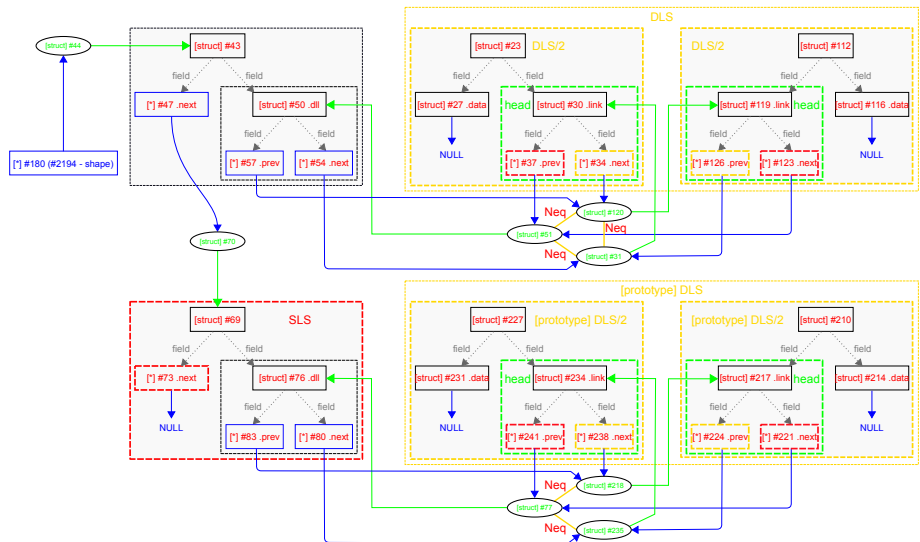 DLS
[struct] #44
[struct] #43
[struct] #23
DLS/2
DLS/2
[struct] #112
field
field
field
field
field
field
[*] #47 .next
[struct] #50 .dll
[struct] #27 .data
head
[struct] #30 .link
[struct] #119 .link
head
[struct] #116 .data
field
field
field
field
field
field
NULL
NULL
[*] #180 (#2194 - shape)
[*] #57 .prev
[*] #54 .next
[*] #37 .prev
[*] #34 .next
[*] #126 .prev
[*] #123 .next
Neq
[struct] #120
Neq
[struct] #51
[struct] #70
Neq
[struct] #31
[prototype] DLS
[struct] #69
SLS
[struct] #227
[prototype] DLS/2
[prototype] DLS/2
[struct] #210
field
field
field
field
field
field
[*] #73 .next
[struct] #76 .dll
[struct] #231 .data
head
[struct] #234 .link
[struct] #217 .link
head
[struct] #214 .data
field
field
field
field
field
field
NULL
NULL
NULL
[*] #83 .prev
[*] #80 .next
[*] #241 .prev
[*] #238 .next
[*] #224 .prev
[*] #221 .next
Neq
[struct] #218
[struct] #77
Neq
[struct] #235